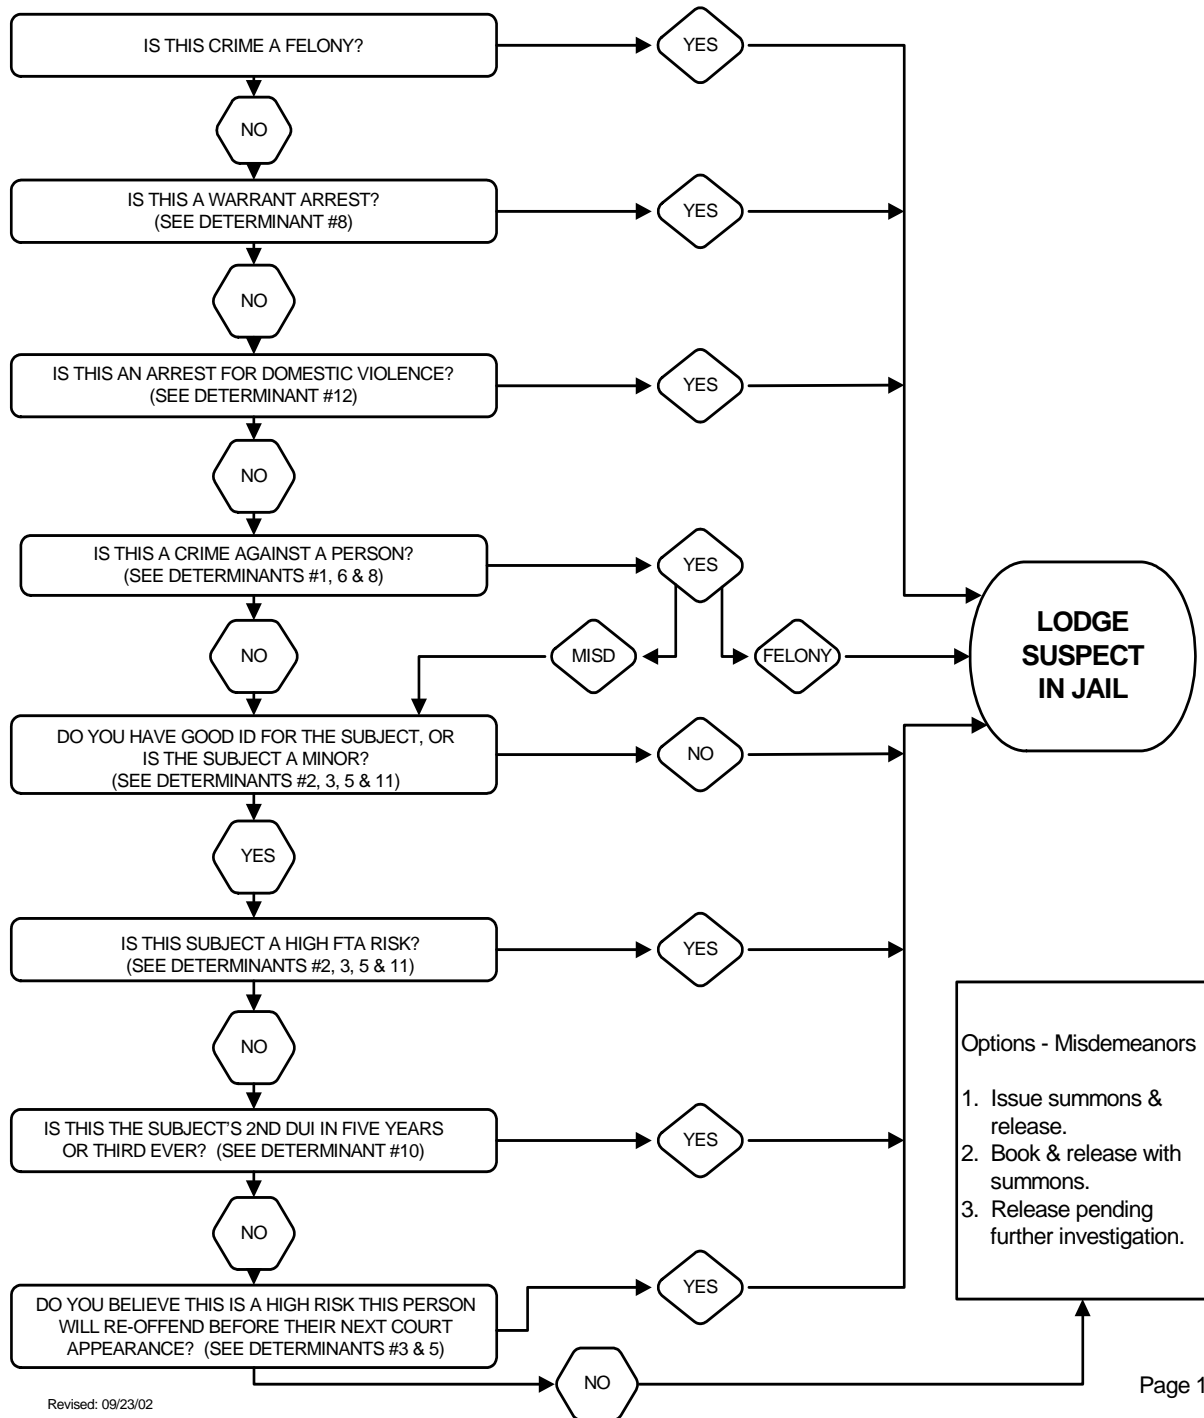 IS THIS CRIME A FELONY?
YES
NO
IS THIS A WARRANT ARREST?
(SEE DETERMINANT #8)
YES
NO
IS THIS AN ARREST FOR DOMESTIC VIOLENCE?
(SEE DETERMINANT #12)
YES
NO
IS THIS A CRIME AGAINST A PERSON?
(SEE DETERMINANTS #1, 6 & 8)
YES
NO
MISD
FELONY
LODGE
SUSPECT
IN JAIL
DO YOU HAVE GOOD ID FOR THE SUBJECT, OR
IS THE SUBJECT A MINOR?
(SEE DETERMINANTS #2, 3, 5 & 11)
NO
YES
IS THIS SUBJECT A HIGH FTA RISK?
(SEE DETERMINANTS #2, 3, 5 & 11)
YES
NO
IS THIS THE SUBJECT'S 2ND DUI IN FIVE YEARS
OR THIRD EVER? (SEE DETERMINANT #10)
YES
NO
DO YOU BELIEVE THIS IS A HIGH RISK THIS PERSON
WILL RE-OFFEND BEFORE THEIR NEXT COURT
APPEARANCE? (SEE DETERMINANTS #3 & 5)
YES
NO
Options - Misdemeanors
1. Issue summons &
release.
2. Book & release with
summons.
3. Release pending
further investigation.
Revised: 09/23/02
Page 1